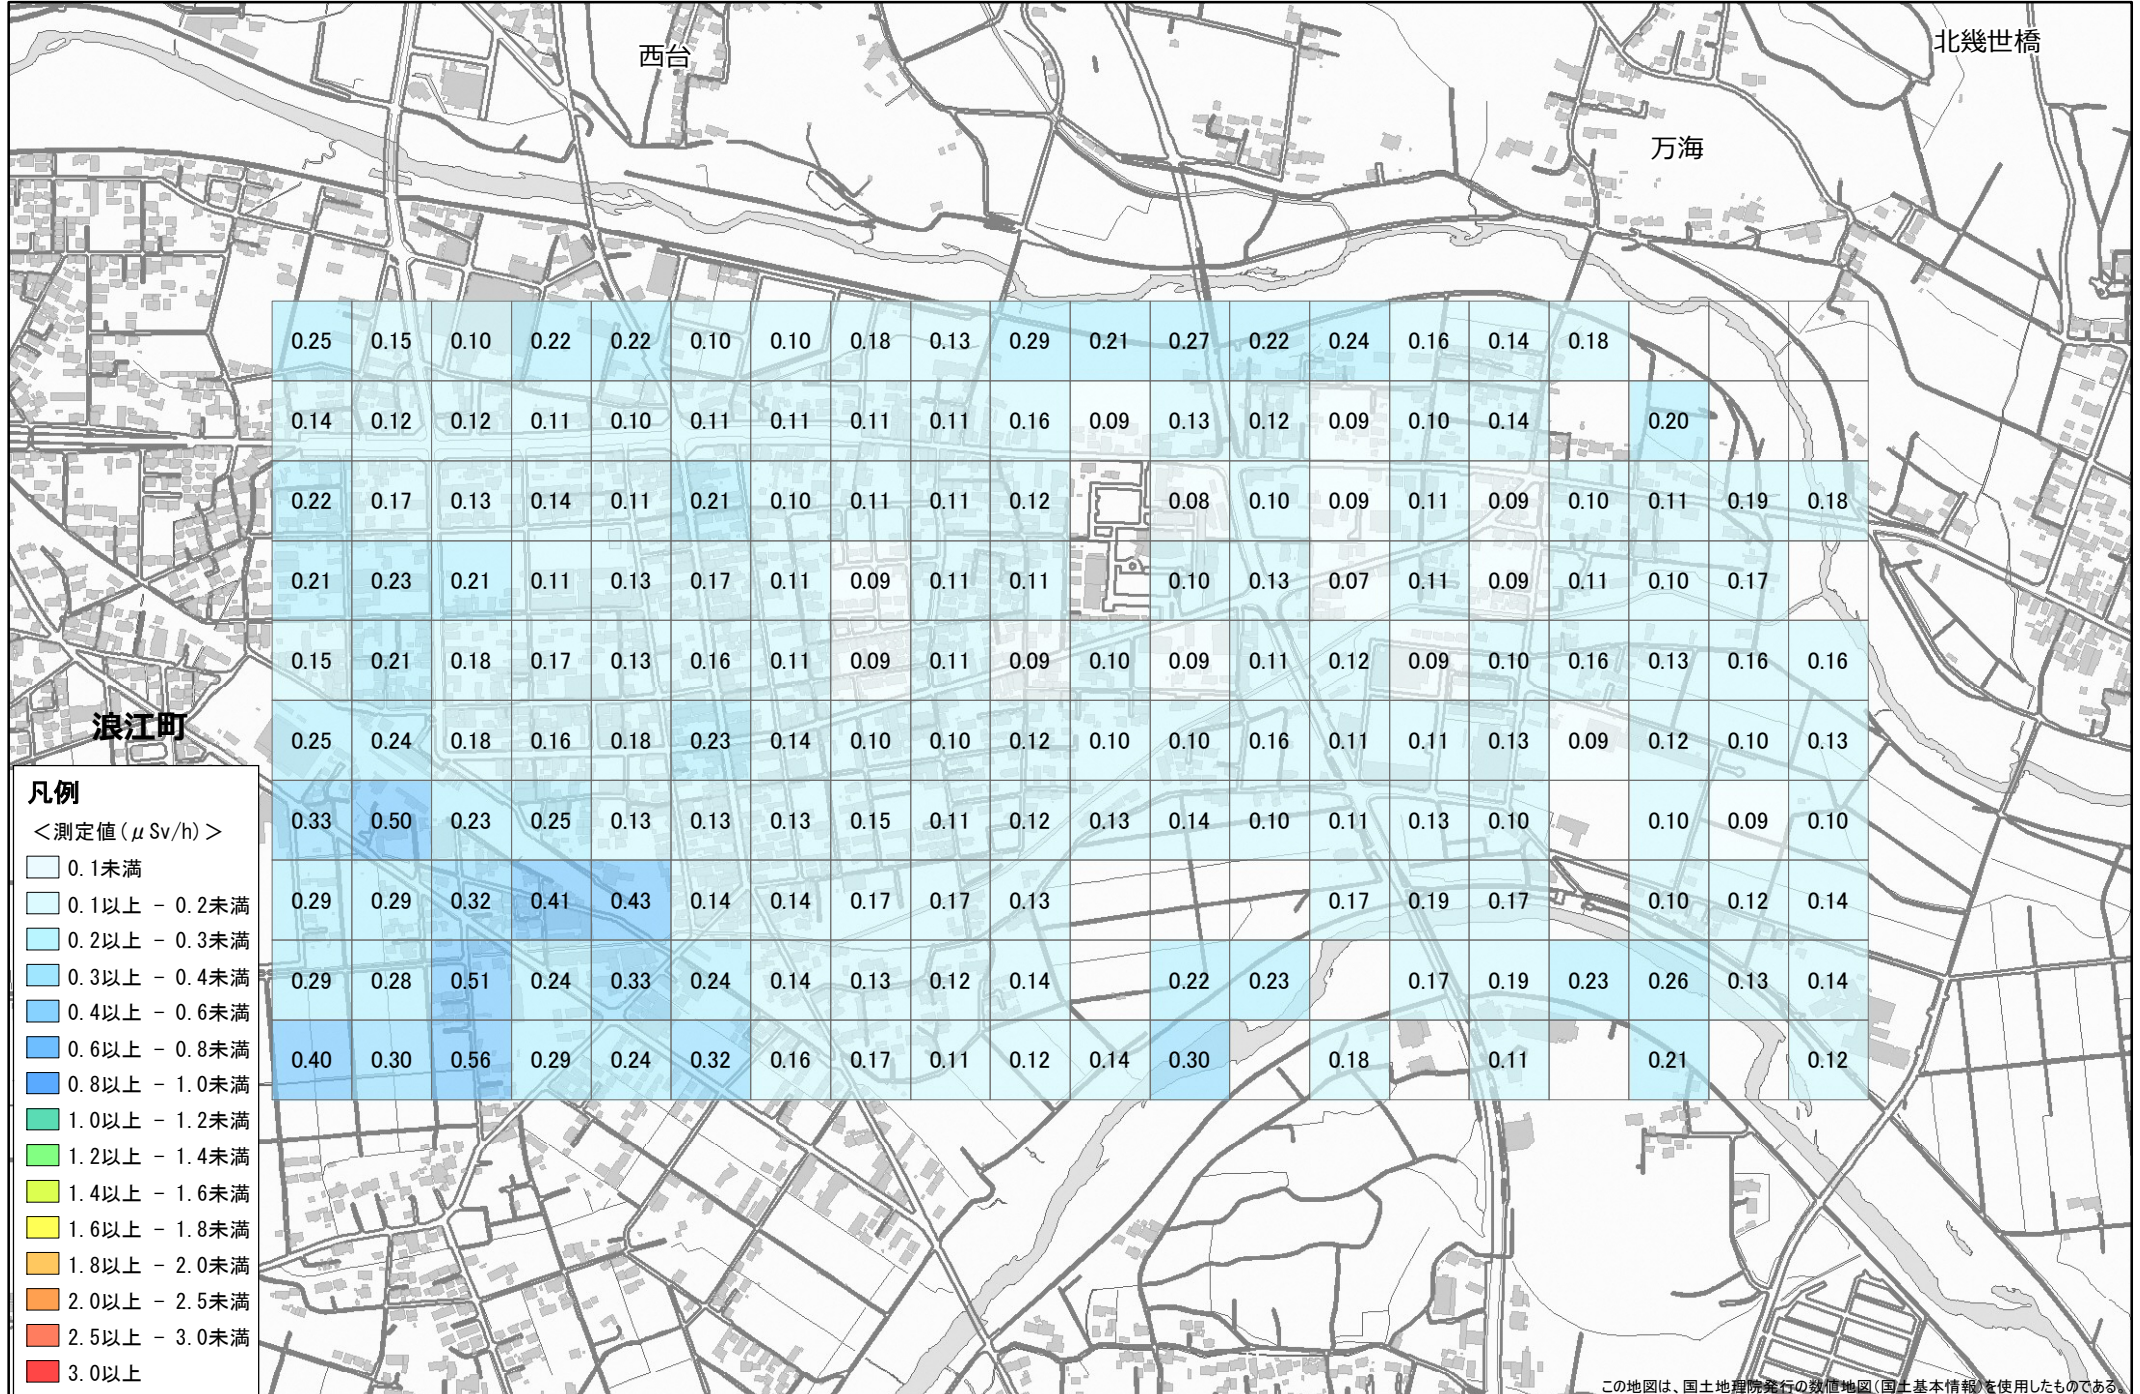 西台
北幾世橋
万海
0.25 0.15 0.10 0.22 0.22 0.10 0.10 0.18 0.13 0.29 0.21 0.27 0.22 0.24 0.16 0.14 0.18
0.14 0.12 0.12 0.11 0.10 0.11 0.11 0.11 0.11 0.16 0.09 0.13 0.12 0.09 0.10 0.14 0.20
0.22 0.17 0.13 0.14 0.11 0.21 0.10 0.11 0.11 0.12 0.08 0.10 0.09 0.11 0.09 0.10 0.11 0.19 0.18
0.21 0.23 0.21 0.11 0.13 0.17 0.11 0.09 0.11 0.11 0.10 0.13 0.07 0.11 0.09 0.11 0.10 0.17
0.15 0.21 0.18 0.17 0.13 0.16 0.11 0.09 0.11 0.09 0.10 0.09 0.11 0.12 0.09 0.10 0.16 0.13 0.16 0.16
浪江町
0.25 0.24 0.18 0.16 0.18 0.23 0.14 0.10 0.10 0.12 0.10 0.10 0.16 0.11 0.11 0.13 0.09 0.12 0.10 0.13
0.33 0.50 0.23 0.25 0.13 0.13 0.13 0.15 0.11 0.12 0.13 0.14 0.10 0.11 0.13 0.10 0.10 0.09 0.10
0.29 0.29 0.32 0.41 0.43 0.14 0.14 0.17 0.17 0.13 0.17 0.19 0.17 0.10 0.12 0.14
0.29 0.28 0.51 0.24 0.33 0.24 0.14 0.13 0.12 0.14 0.22 0.23 0.17 0.19 0.23 0.26 0.13 0.14
0.40 0.30 0.56 0.29 0.24 0.32 0.16 0.17 0.11 0.12 0.14 0.30 0.18 0.11 0.21 0.12
凡例
＜測定値(μSv/h)＞
0.1未満
0.1以上 - 0.2未満
0.2以上 - 0.3未満
0.3以上 - 0.4未満
0.4以上 - 0.6未満
0.6以上 - 0.8未満
0.8以上 - 1.0未満
1.0以上 - 1.2未満
1.2以上 - 1.4未満
1.4以上 - 1.6未満
1.6以上 - 1.8未満
1.8以上 - 2.0未満
2.0以上 - 2.5未満
2.5以上 - 3.0未満
3.0以上
この地図は、国土地理院発行の数値地図(国土基本情報)を使用したものである。